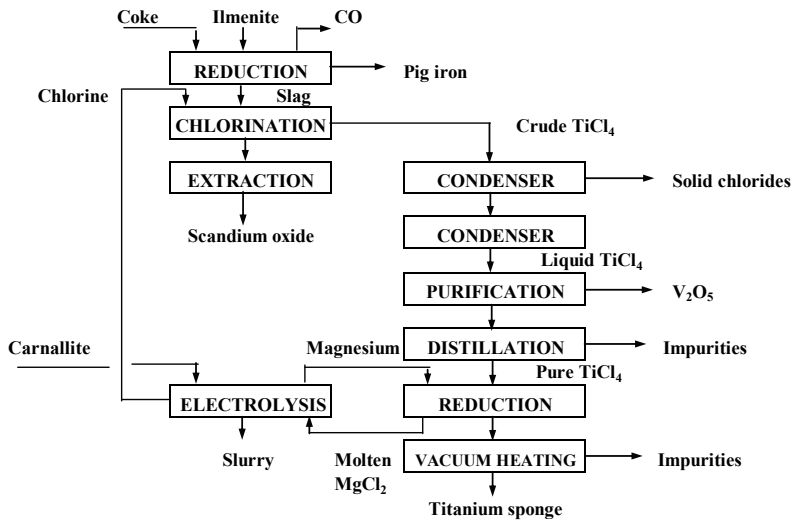 Coke Ilmenite CO
REDUCTION Pig iron
Chlorine Slag
CHLORINATION Crude TiCl₄
EXTRACTION CONDENSER Solid chlorides
Scandium oxide CONDENSER
Liquid TiCl₄
PURIFICATION V₂O₅
Carnallite Magnesium DISTILLATION Impurities
Pure TiCl₄
ELECTROLYSIS REDUCTION
Slurry Molten VACUUM HEATING Impurities
MgCl₂
Titanium sponge